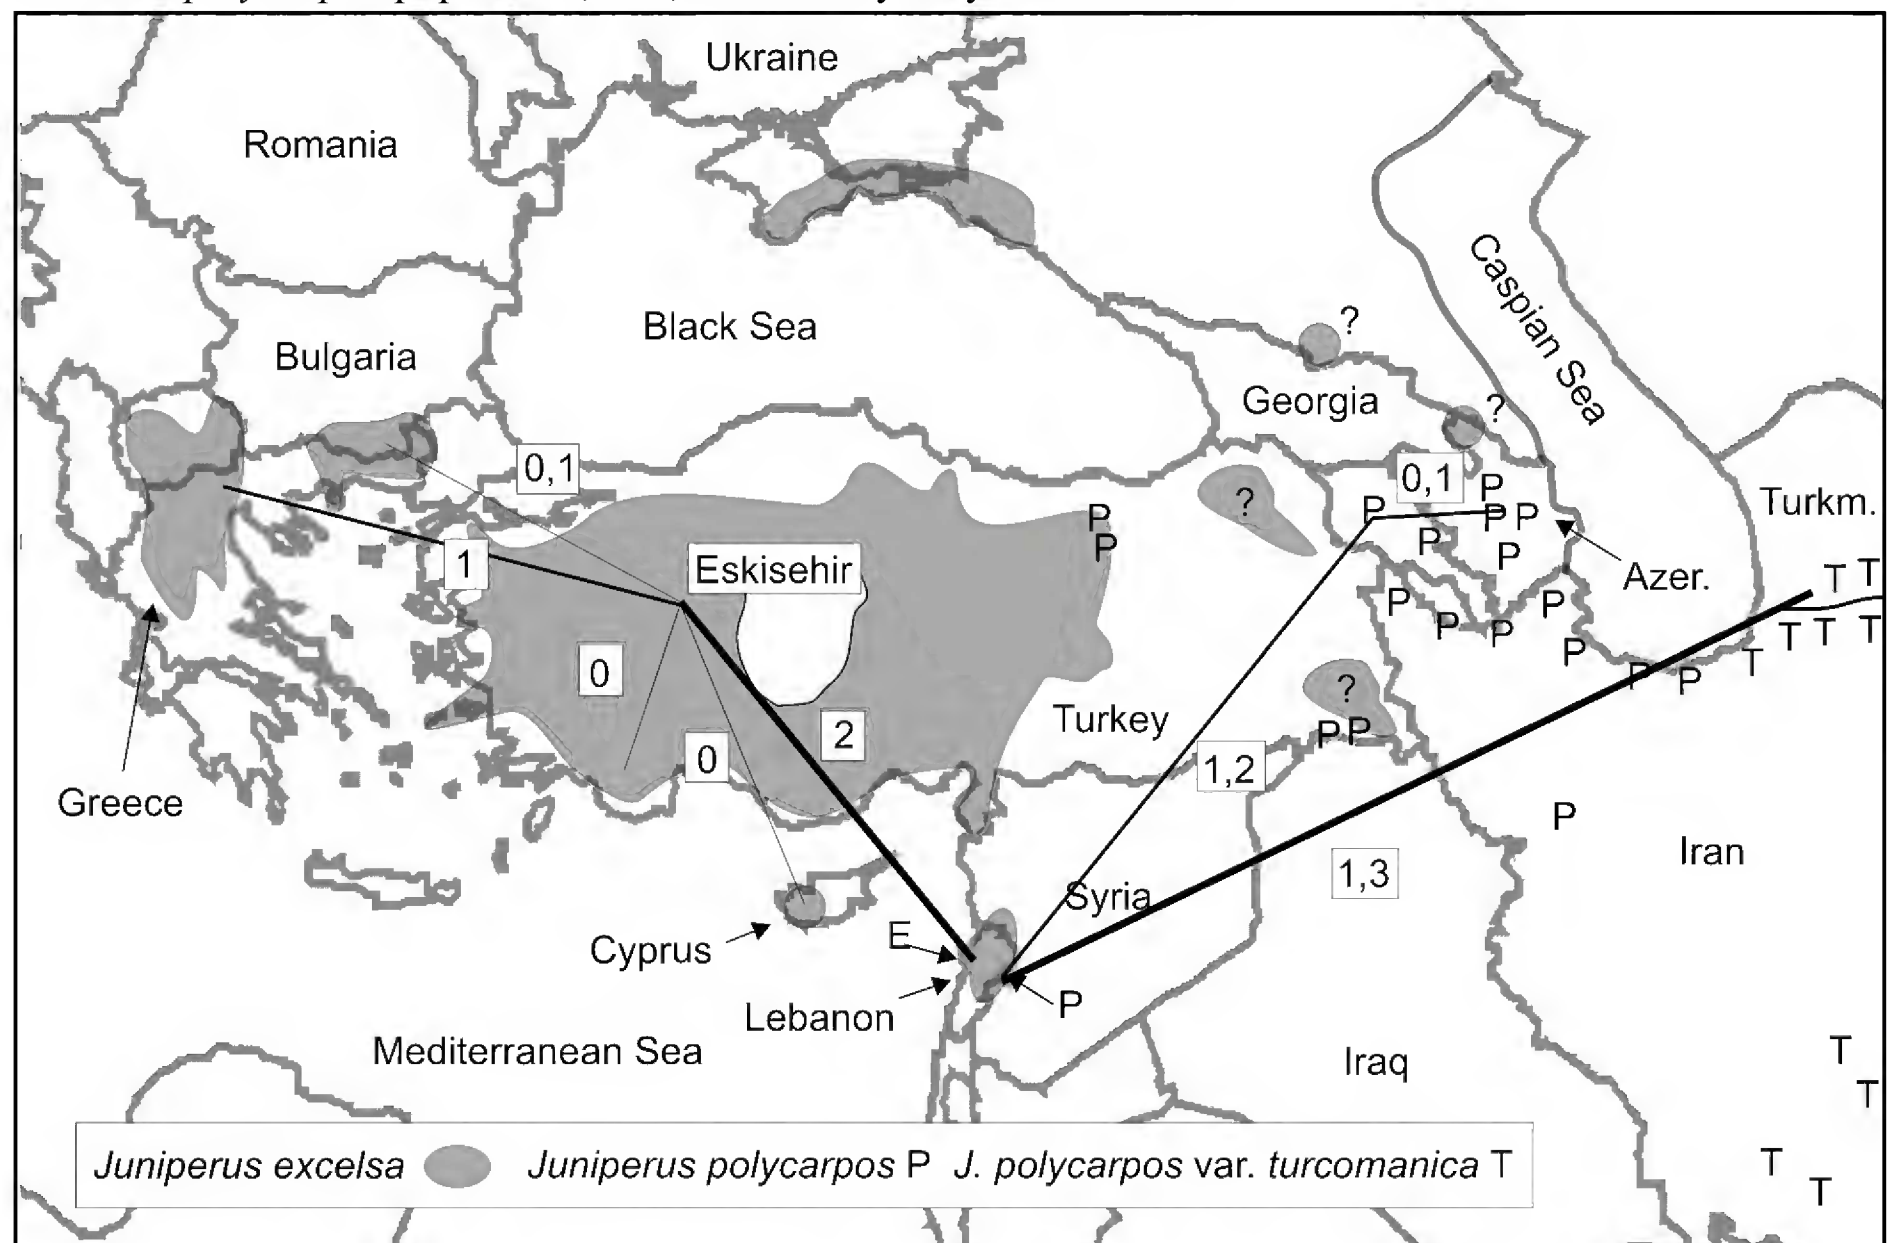 Ukraine
Romania
Caspian Sea
Black Sea
?
Bulgaria
Georgia
?
0,1
0,1
P
?
P
P
P P
Turkm.
P
P
P
Eskisehir
1
Azer.
T T
P
P
P
P
T T T
P
0
T
P
P
?
Turkey
2
P P
0
1,2
Greece
P
Iran
1,3
Syria
E
Cyprus
P
Lebanon
Mediterranean Sea
Iraq
T
T
Juniperus excelsa Juniperus polycarpos P J. polycarpos var. turcomanica T
T
T